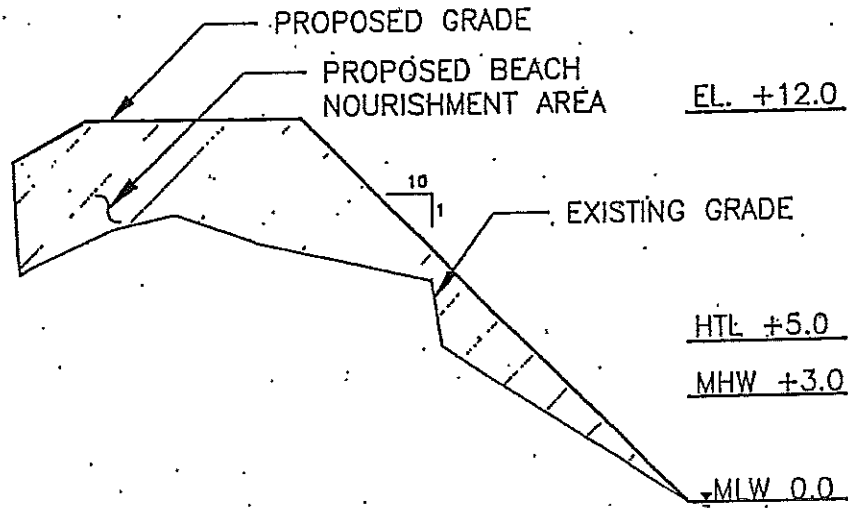 PROPOSED GRADE
PROPOSED BEACH
NOURISHMENT AREA
EL. +12.0
10
1
EXISTING GRADE
HTL +5.0
MHW +3.0
MLW 0.0